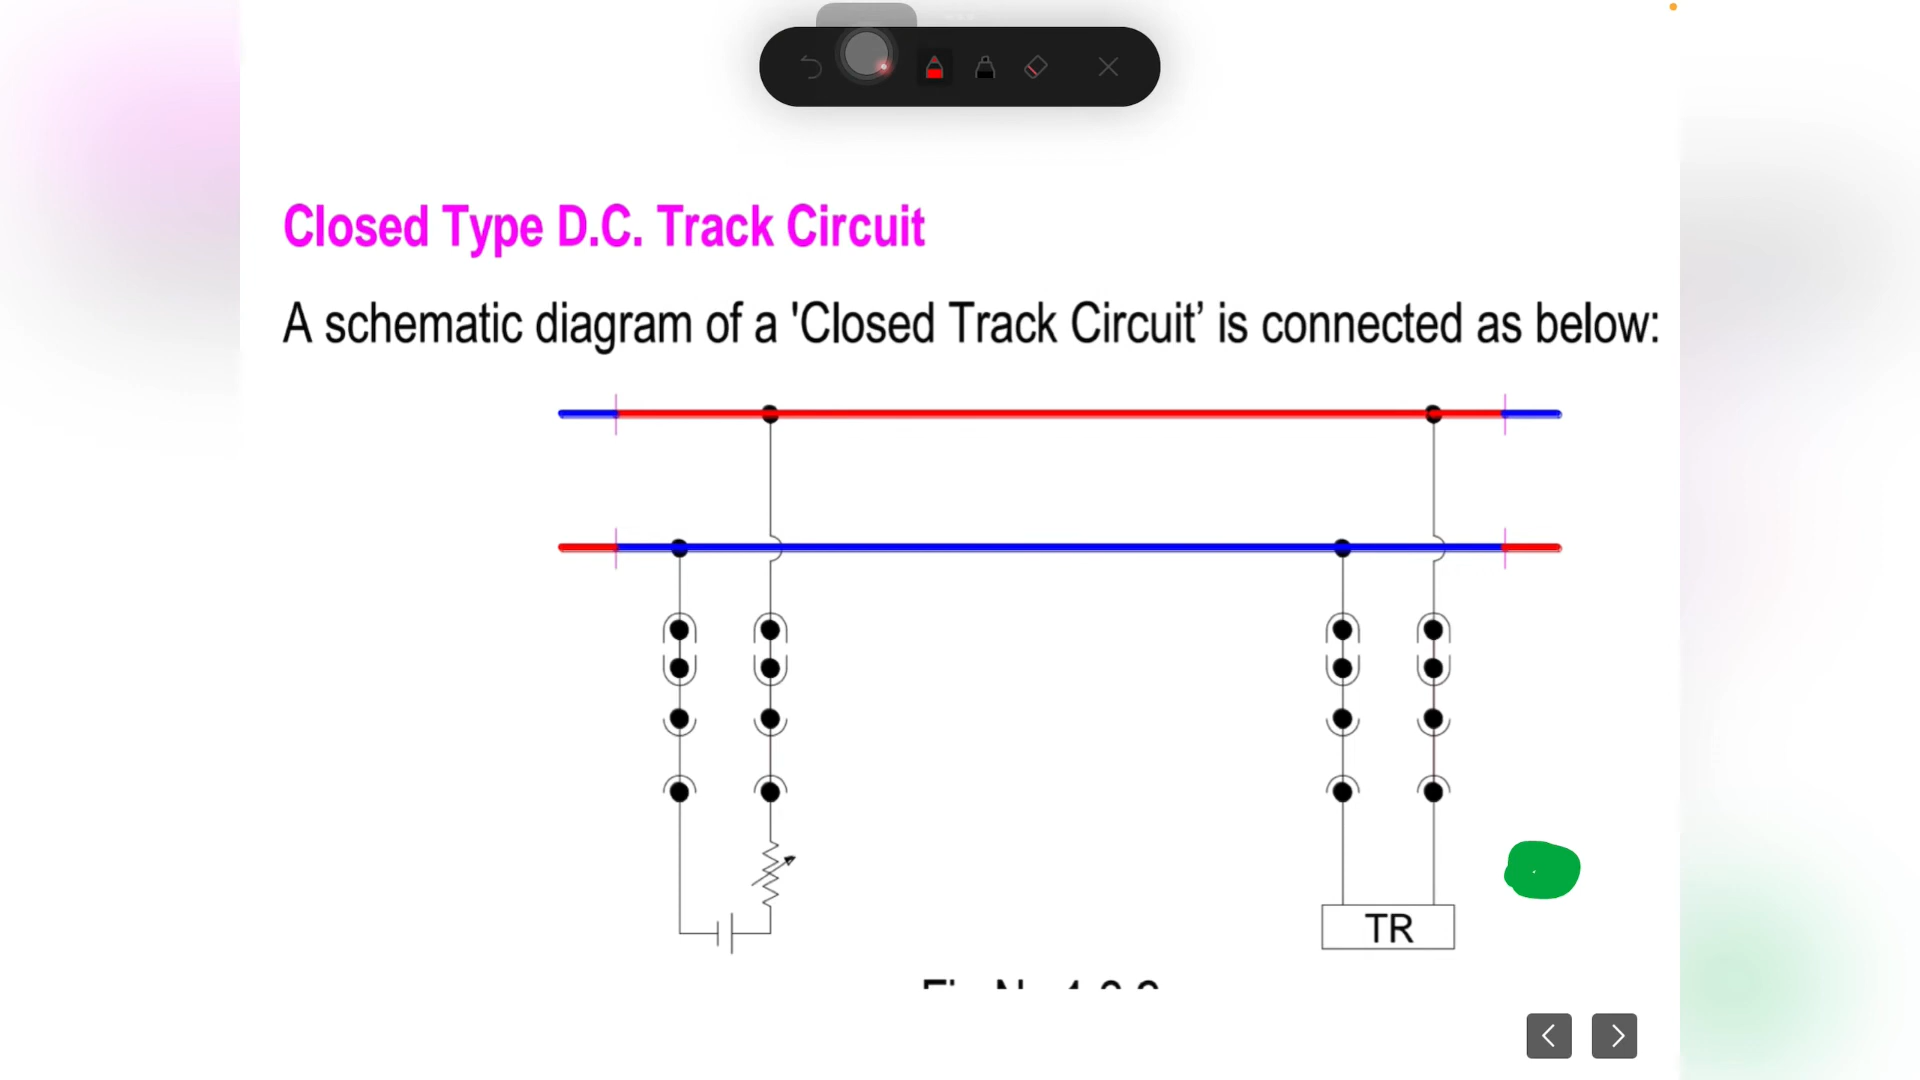 Closed Type D.C. Track Circuit
A schematic diagram of a 'Closed Track Circuit’ is connected as below:
TR